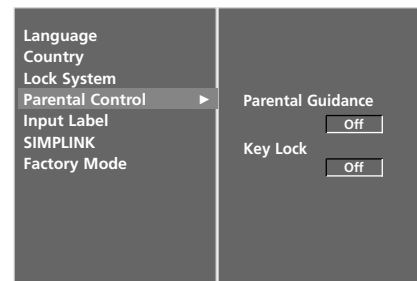 Language
Country
Lock System
Parental Control ►
Input Label
SIMPLINK
Factory Mode
Parental Guidance
Off
Key Lock
Off